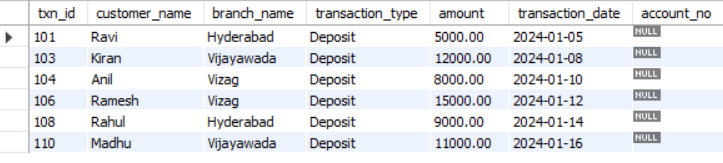 txn_id customer_name branch_name transaction_type amount transaction_date account_no
101 Ravi Hyderabad Deposit 5000.00 2024-01-05 NULL
103 Kiran Vijayawada Deposit 12000.00 2024-01-08 NULL
104 Anil Vizag Deposit 8000.00 2024-01-10 NULL
106 Ramesh Vizag Deposit 15000.00 2024-01-12 NULL
108 Rahul Hyderabad Deposit 9000.00 2024-01-14 NULL
110 Madhu Vijayawada Deposit 11000.00 2024-01-16 NULL